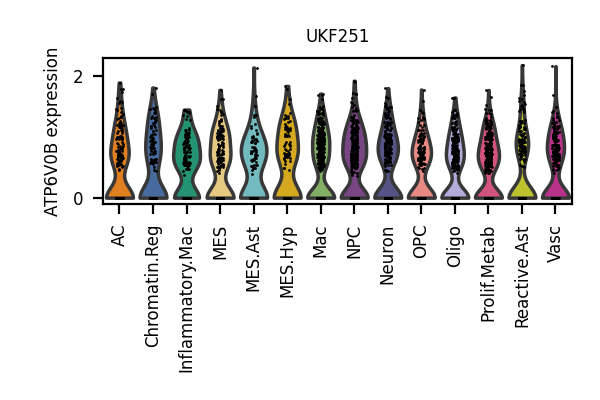 UKF251
ATP6V0B expression
2
0
AC
Chromatin.Reg
Inflammatory.Mac
MES
MES.Ast
MES.Hyp
Mac
NPC
Neuron
OPC
Oligo
Prolif.Metab
Reactive.Ast
Vasc